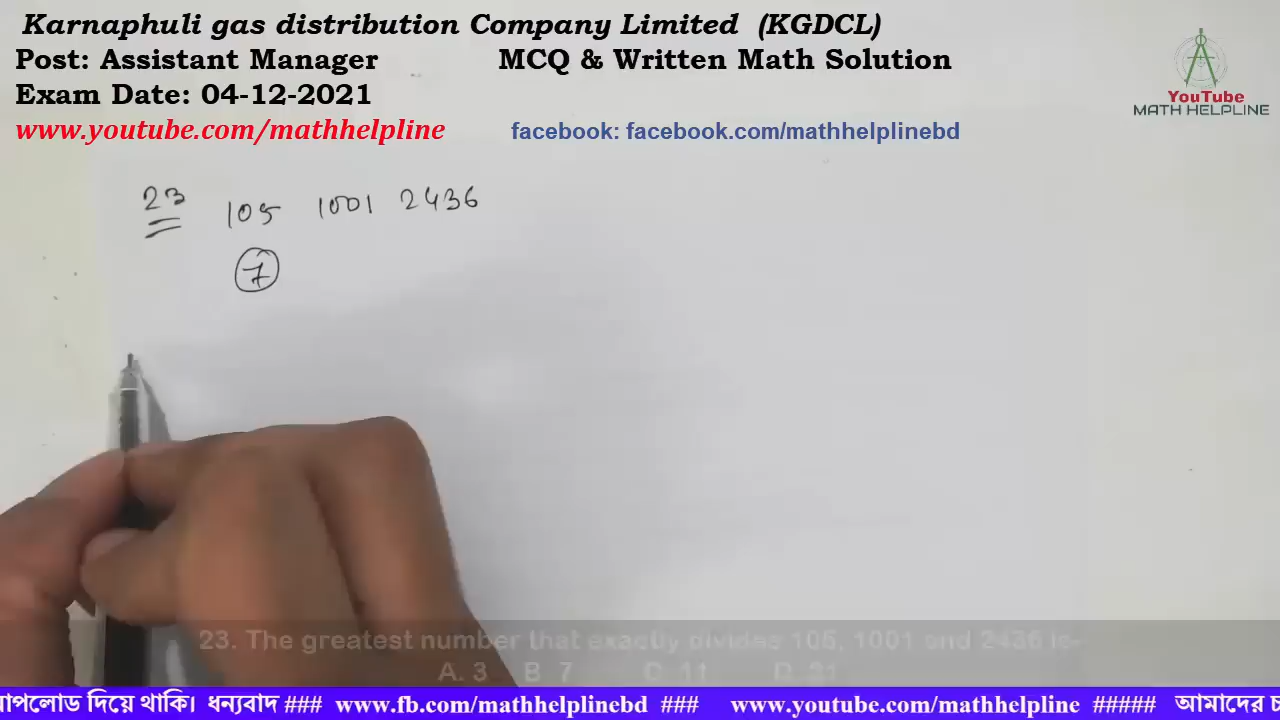 Karnaphuli gas distribution Company Limited (KGDCL)
Post: Assistant Manager MCQ & Written Math Solution
Exam Date: 04-12-2021
www.youtube.com/mathhelpline facebook: facebook.com/mathhelplinebd
YouTube
MATH HELPLINE
23 105 1001 2436
7
23. The greatest number that exactly divides 105, 1001 and 2436 is-
A. 3 B 7 C. 11 D. 21
আপলোড দিয়ে থাকি। ধন্যবাদ ### www.fb.com/mathhelplinebd ### www.youtube.com/mathhelpline ##### আমাদের চ